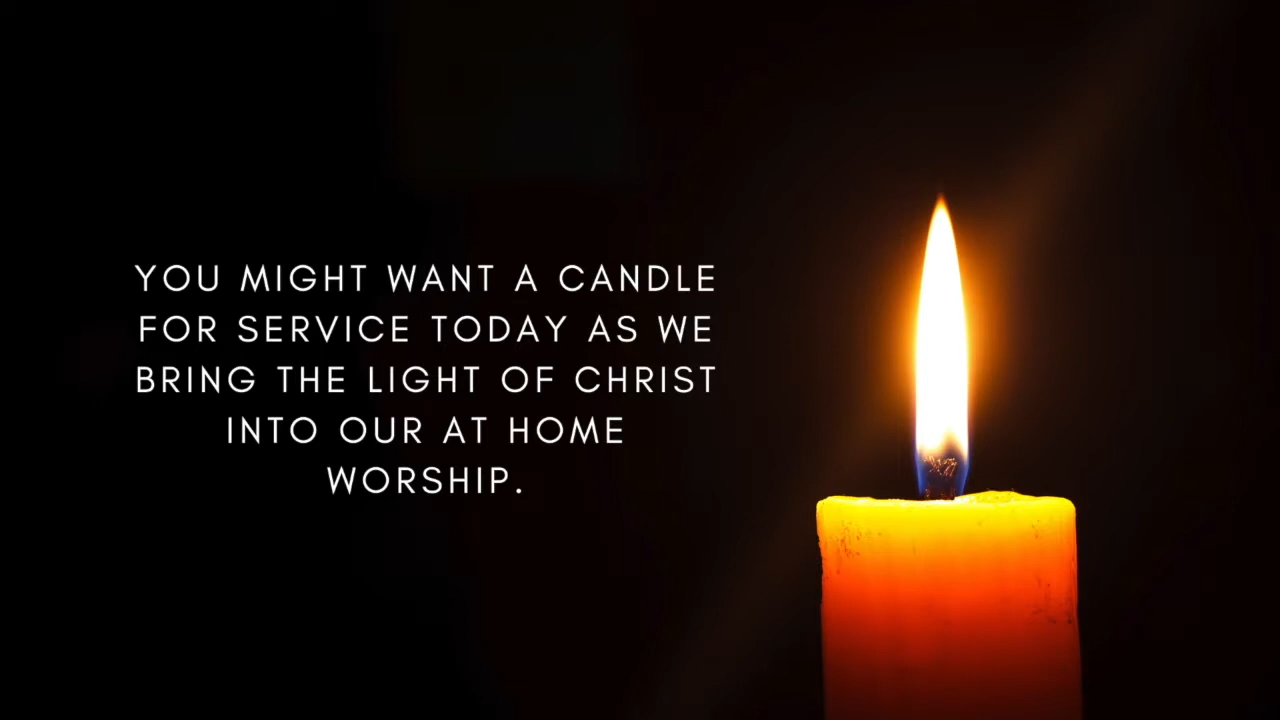 YOU MIGHT WANT A CANDLE
FOR SERVICE TODAY AS WE
BRING THE LIGHT OF CHRIST
INTO OUR AT HOME
WORSHIP.